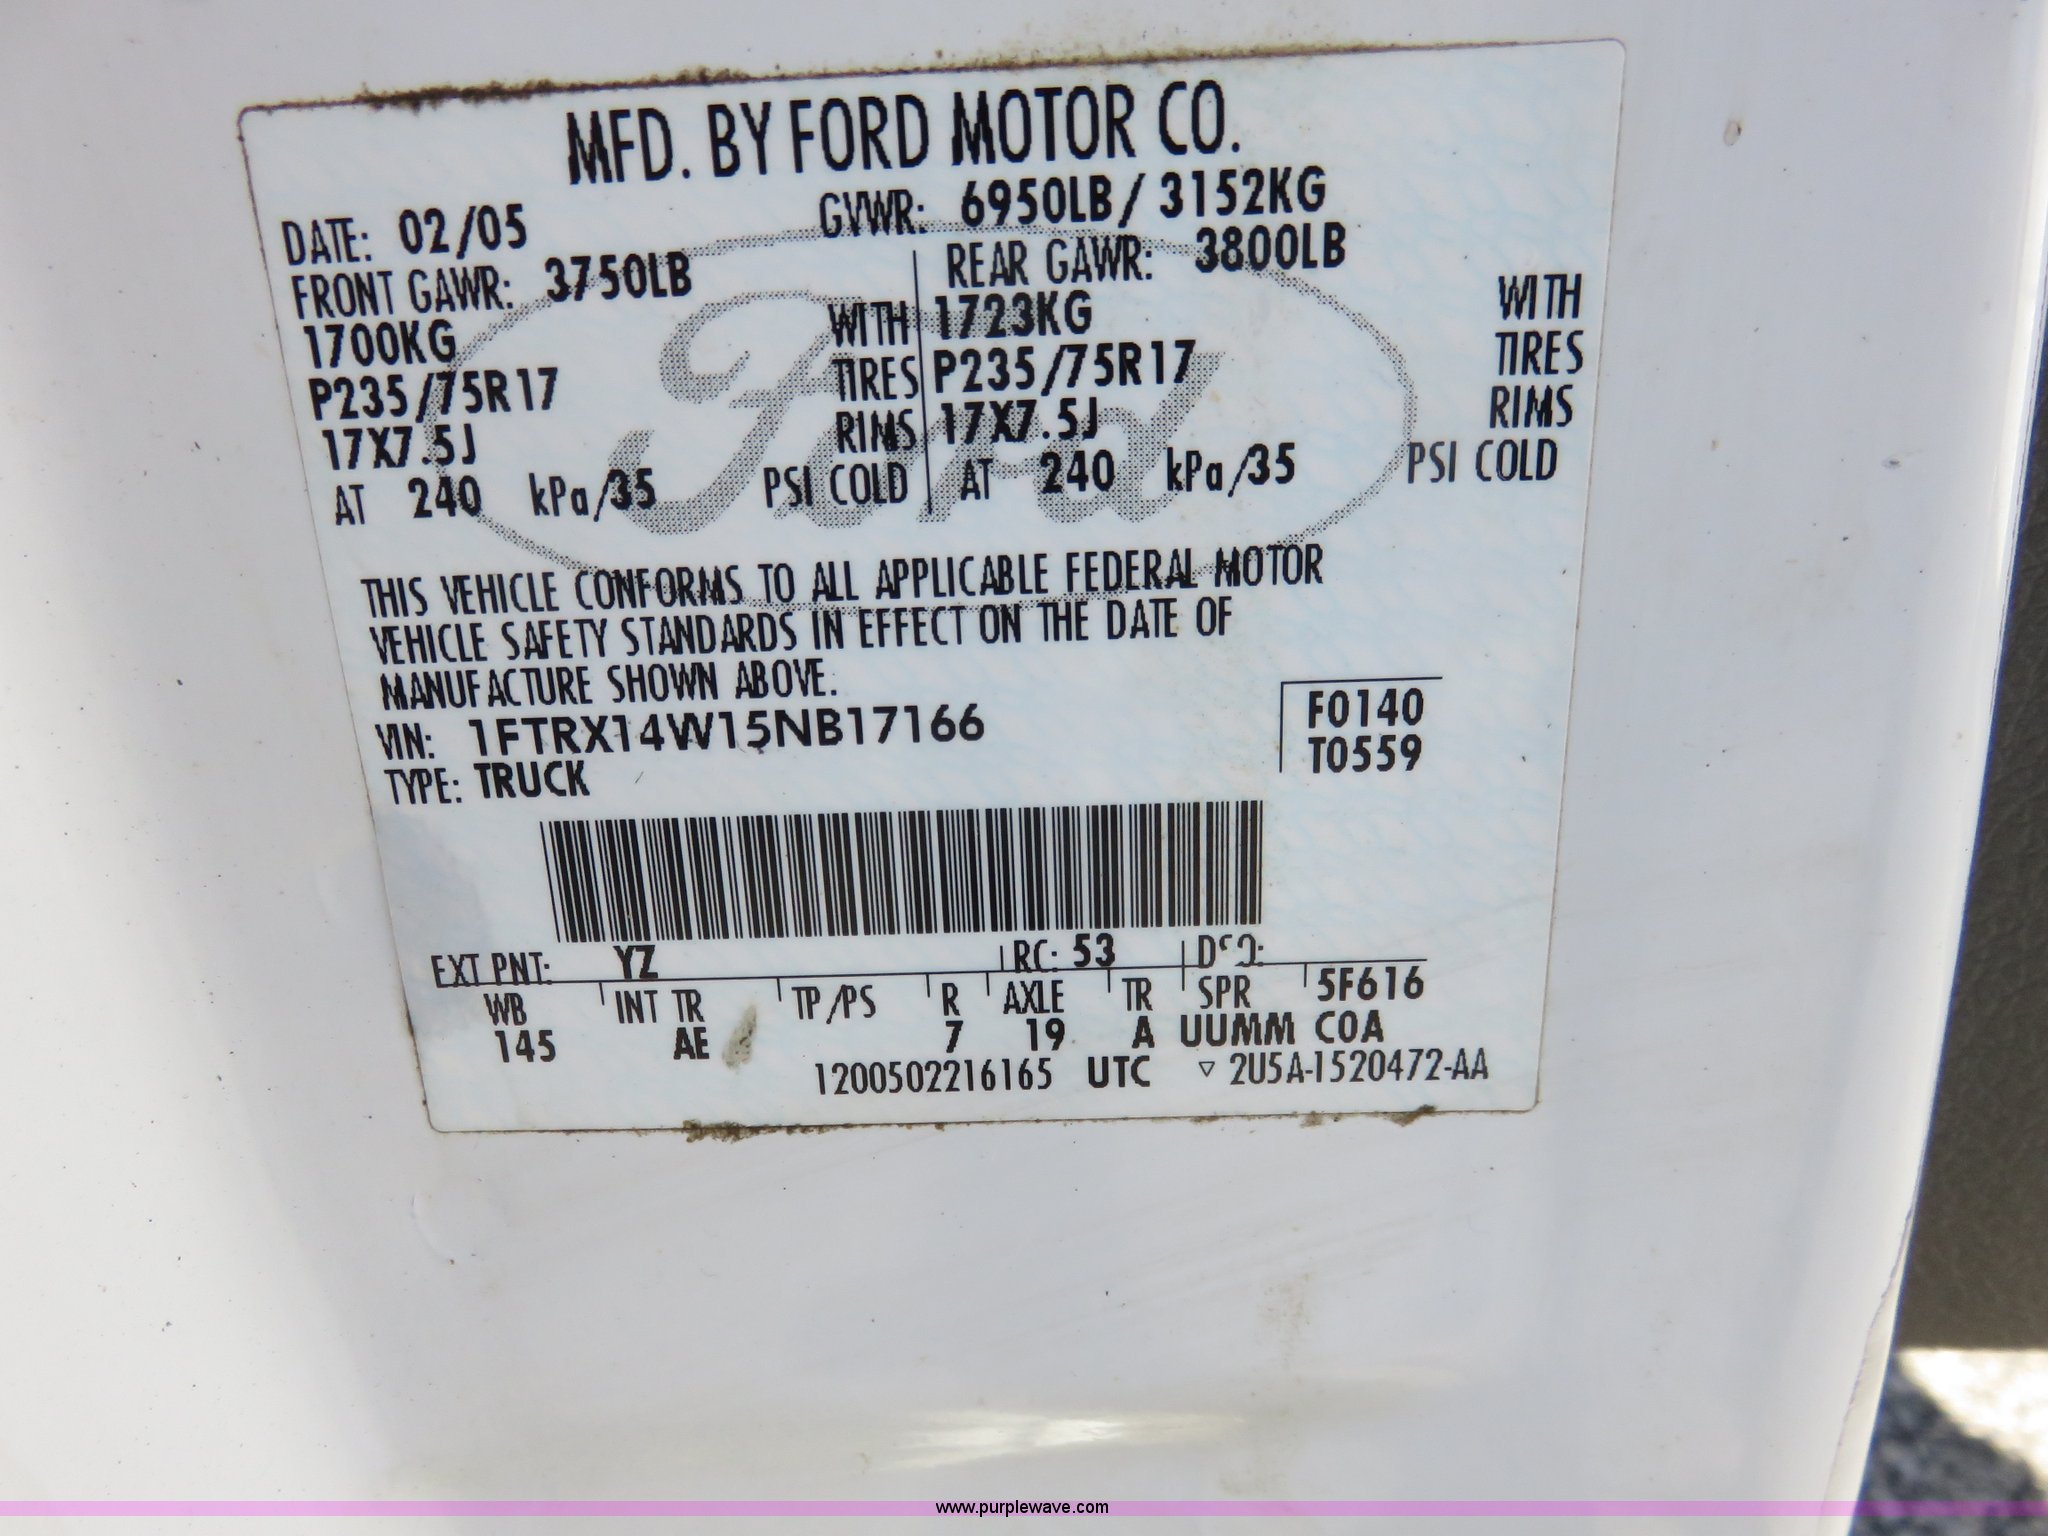 MFD. BY FORD MOTOR CO.
DATE: 02/05 GVWR: 6950LB / 3152KG
FRONT GAWR: 3750LB REAR GAWR: 3800LB
1700KG WITH 1723KG WITH
P235/75R17 TIRES P235/75R17 TIRES
17X7.5J RIMS 17X7.5J RIMS
AT 240 kPa/35 PSI COLD AT 240 kPa/35 PSI COLD
Ford
THIS VEHICLE CONFORMS TO ALL APPLICABLE FEDERAL MOTOR
VEHICLE SAFETY STANDARDS IN EFFECT ON THE DATE OF
MANUFACTURE SHOWN ABOVE.
VIN: 1FTRX14W15NB17166 F0140
TYPE: TRUCK T0559
EXT PNT: YZ RC: 53 DSO:
WB INT TR TP/PS R AXLE TR SPR 5F616
145 AE 7 19 A UUMM COA
1200502216165 UTC ▽ 2U5A-1520472-AA
www.purplewave.com